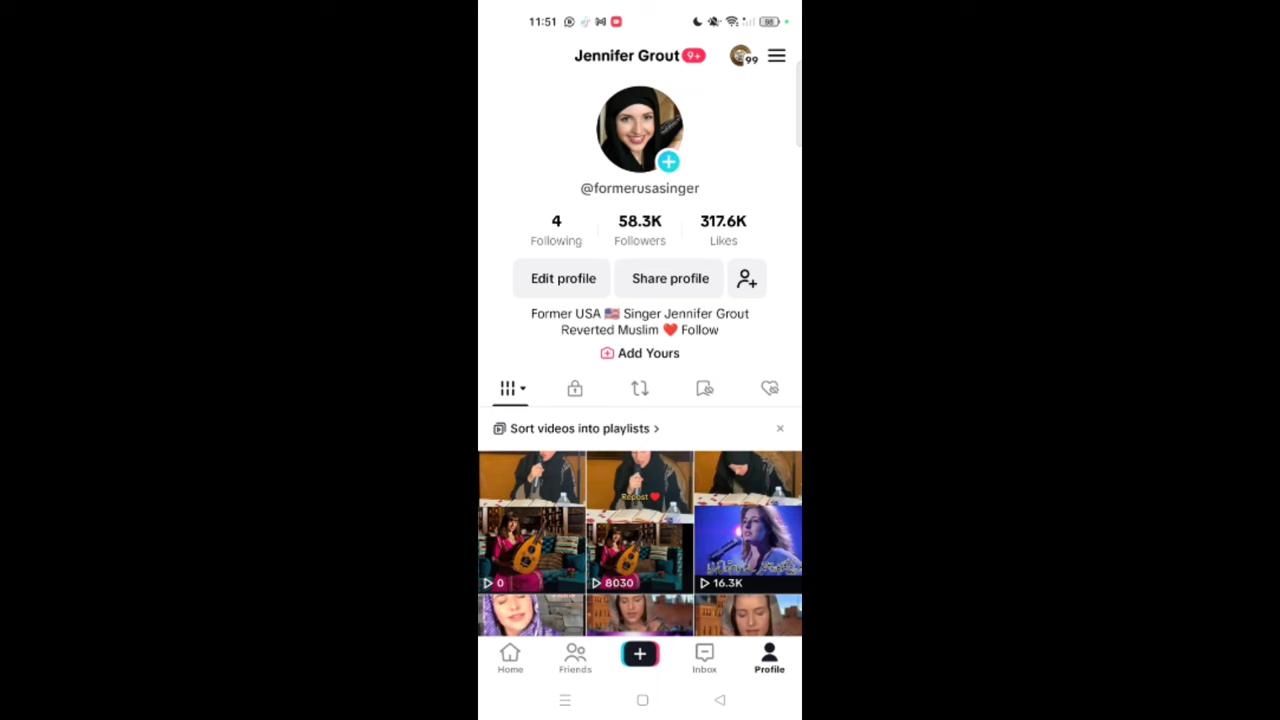 11:51
98
Jennifer Grout 9+
99
@formerusasinger
4 58.3K 317.6K
Following Followers Likes
Edit profile Share profile
Former USA 🇺🇸 Singer Jennifer Grout
Reverted Muslim ❤️ Follow
Add Yours
Sort videos into playlists >
Repost ❤️
0 8030 16.3K
Home Friends Inbox Profile